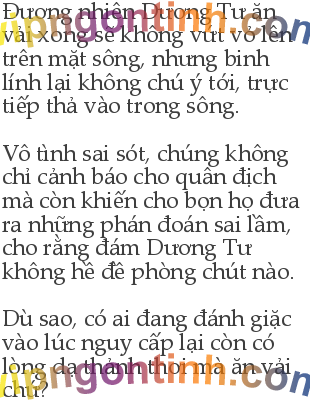 Đương nhiên Dương Tư ăn
vải xong sẽ không vứt vỏ lên
trên mặt sông, nhưng binh
lính lại không chú ý tới, trực
tiếp thả vào trong sông.

Vô tình sai sót, chúng không
chỉ cảnh báo cho quân địch
mà còn khiến cho bọn họ đưa
ra những phán đoán sai lầm,
cho rằng đám Dương Tư
không hề đề phòng chút nào.

Dù sao, có ai đang đánh giặc
vào lúc nguy cấp lại còn có
lòng dạ thảnh thơi mà ăn vải
chứ?